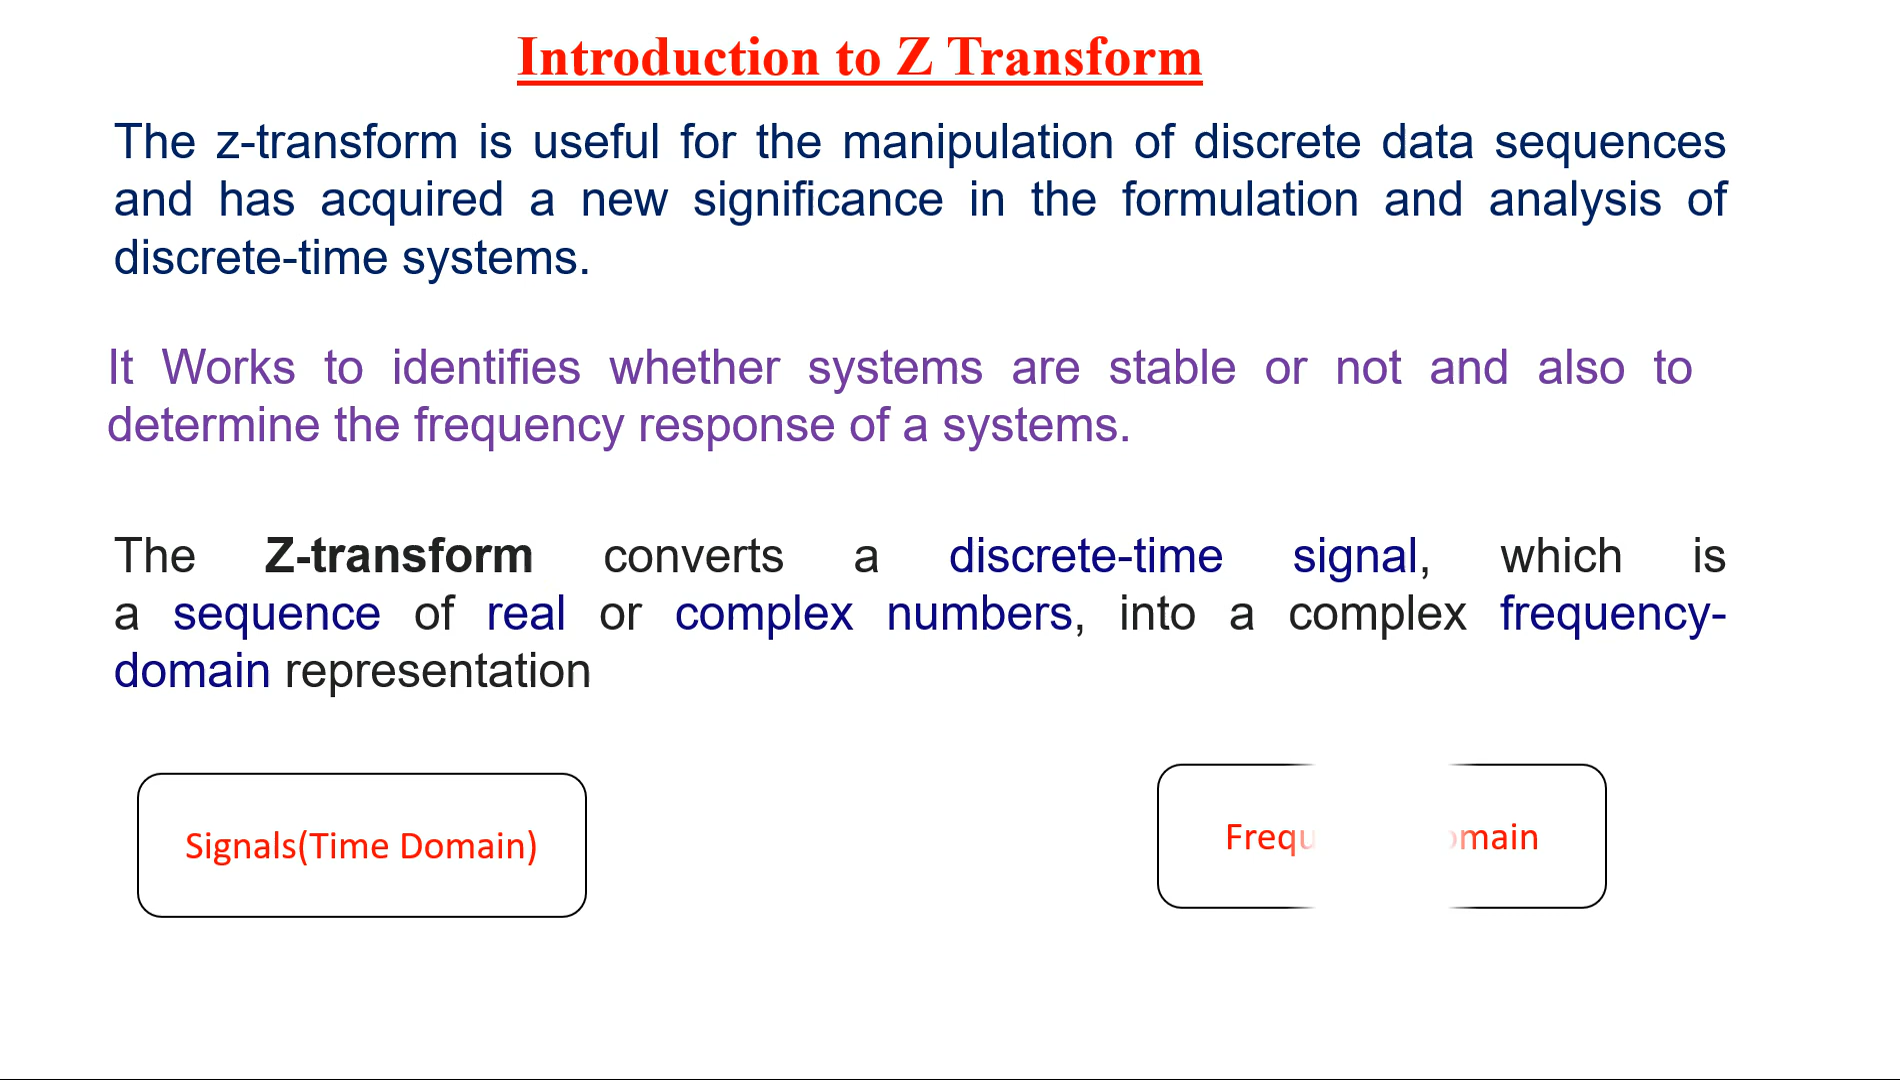 Introduction to Z Transform
The z-transform is useful for the manipulation of discrete data sequences
and has acquired a new significance in the formulation and analysis of
discrete-time systems.
It Works to identifies whether systems are stable or not and also to
determine the frequency response of a systems.
The Z-transform converts a discrete-time signal, which is
a sequence of real or complex numbers, into a complex frequency-
domain representation
Signals(Time Domain)